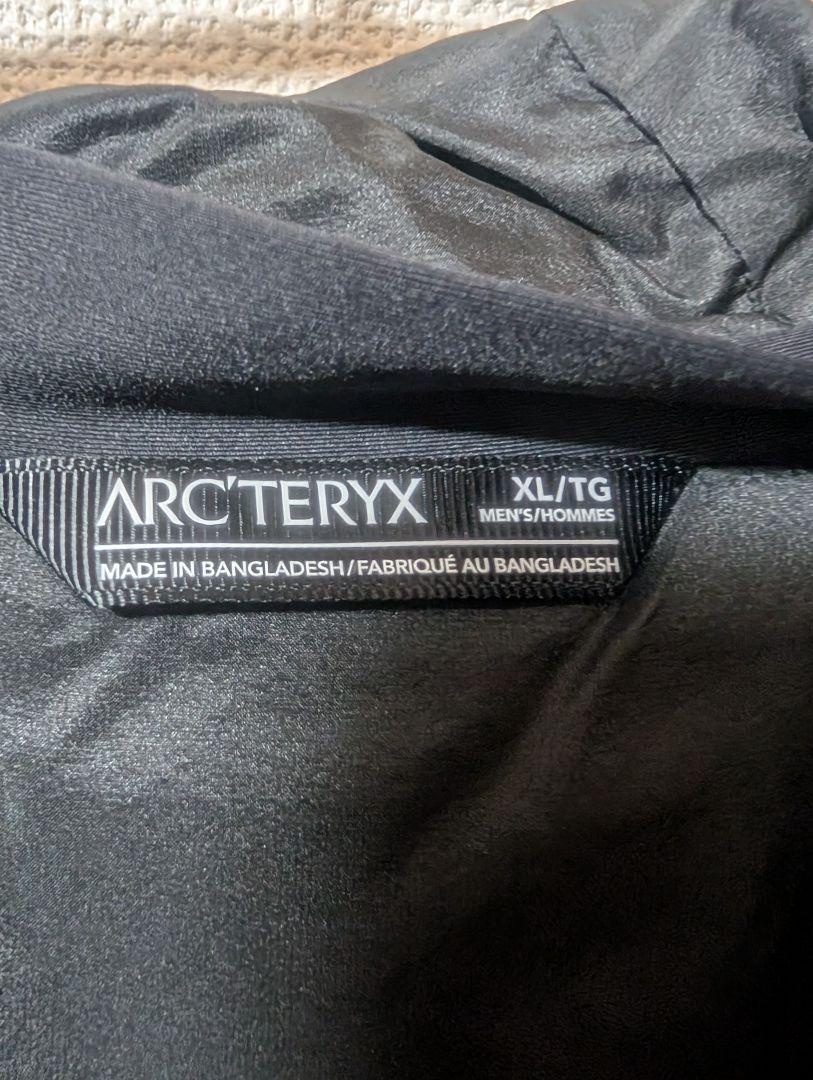 ARC'TERYX XL/TG
MEN'S/HOMMES
MADE IN BANGLADESH/FABRIQUÉ AU BANGLADESH